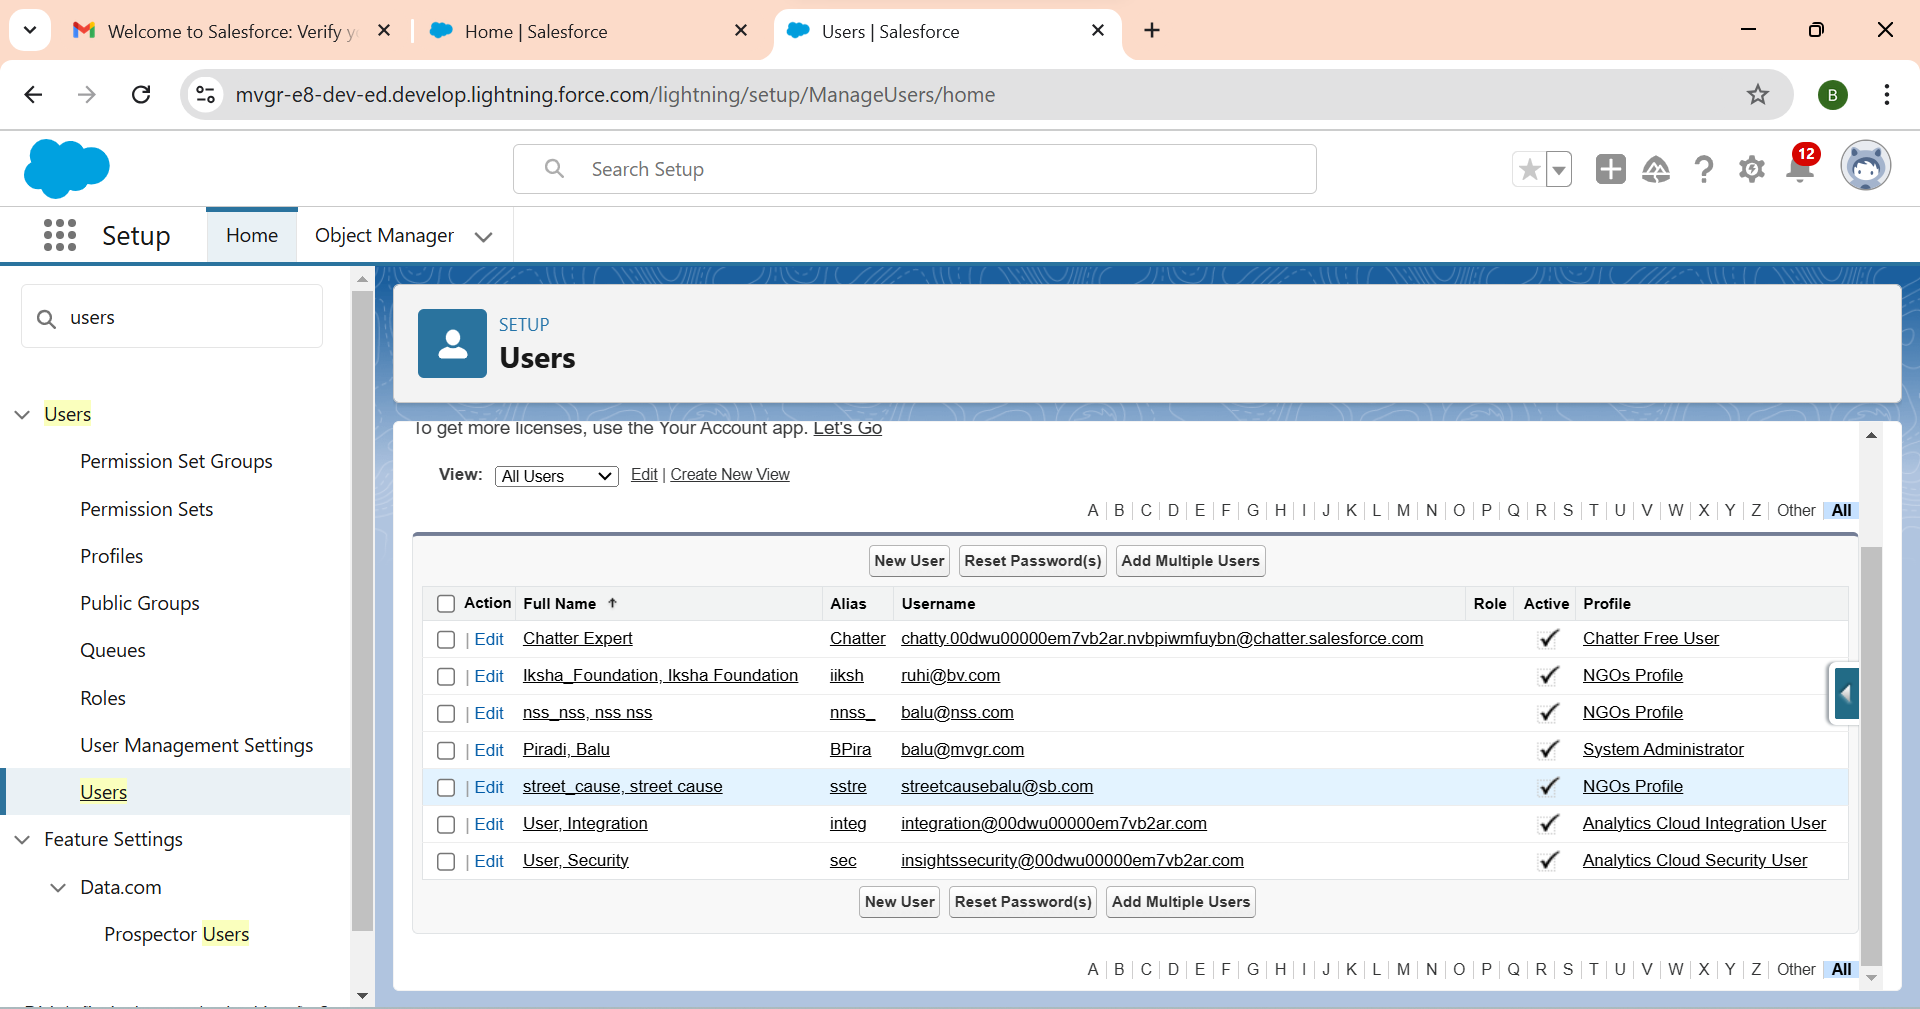 Welcome to Salesforce: Verify y
Home | Salesforce
Users | Salesforce
mvgr-e8-dev-ed.develop.lightning.force.com/lightning/setup/ManageUsers/home
B
Search Setup
12
Setup
Home
Object Manager
users
SETUP
Users
Users
Permission Set Groups
Permission Sets
Profiles
Public Groups
Queues
Roles
User Management Settings
Users
Feature Settings
Data.com
Prospector Users
To get more licenses, use the Your Account app. Let's Go
View: All Users Edit | Create New View
A | B | C | D | E | F | G | H | I | J | K | L | M | N | O | P | Q | R | S | T | U | V | W | X | Y | Z | Other | All
New User Reset Password(s) Add Multiple Users
Action Full Name ↑ Alias Username Role Active Profile
| Edit Chatter Expert Chatter chatty.00dwu00000em7vb2ar.nvbpiwmfuybn@chatter.salesforce.com Chatter Free User
| Edit Iksha_Foundation, Iksha Foundation iiksh ruhi@bv.com NGOs Profile
| Edit nss_nss, nss nss nnss_ balu@nss.com NGOs Profile
| Edit Piradi, Balu BPira balu@mvgr.com System Administrator
| Edit street_cause, street cause sstre streetcausebalu@sb.com NGOs Profile
| Edit User, Integration integ integration@00dwu00000em7vb2ar.com Analytics Cloud Integration User
| Edit User, Security sec insightssecurity@00dwu00000em7vb2ar.com Analytics Cloud Security User
New User Reset Password(s) Add Multiple Users
A | B | C | D | E | F | G | H | I | J | K | L | M | N | O | P | Q | R | S | T | U | V | W | X | Y | Z | Other | All